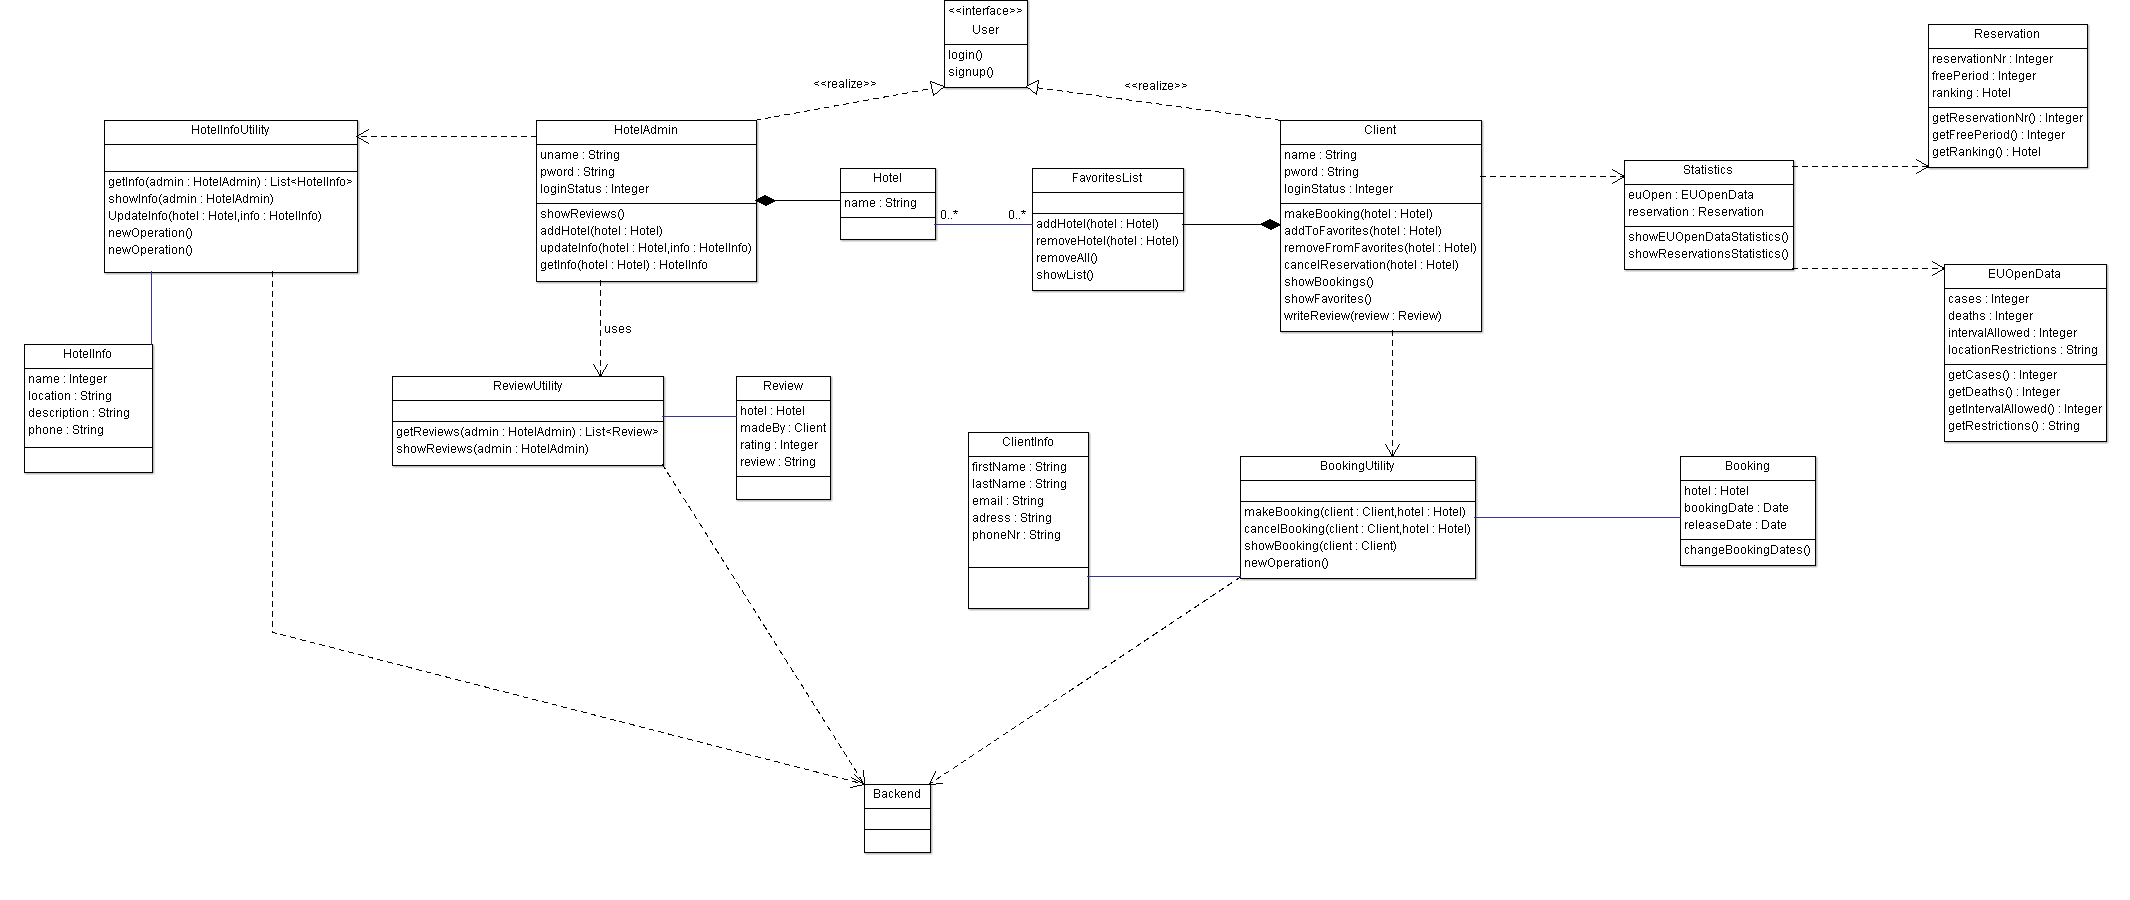 <<interface>>
User
login()
signup()
<<realize>>
<<realize>>
Reservation
reservationNr : Integer
freePeriod : Integer
ranking : Hotel
getReservationNr() : Integer
getFreePeriod() : Integer
getRanking() : Hotel
HotelInfoUtility
getInfo(admin : HotelAdmin) : List<HotelInfo>
showInfo(admin : HotelAdmin)
UpdateInfo(hotel : Hotel,info : HotelInfo)
newOperation()
newOperation()
HotelAdmin
uname : String
pword : String
loginStatus : Integer
showReviews()
addHotel(hotel : Hotel)
updateInfo(hotel : Hotel,info : HotelInfo)
getInfo(hotel : Hotel) : HotelInfo
Hotel
name : String
0..*
0..*
FavoritesList
addHotel(hotel : Hotel)
removeHotel(hotel : Hotel)
removeAll()
showList()
Client
name : String
pword : String
loginStatus : Integer
makeBooking(hotel : Hotel)
addToFavorites(hotel : Hotel)
removeFromFavorites(hotel : Hotel)
cancelReservation(hotel : Hotel)
showBookings()
showFavorites()
writeReview(review : Review)
Statistics
euOpen : EUOpenData
reservation : Reservation
showEUOpenDataStatistics()
showReservationsStatistics()
EUOpenData
cases : Integer
deaths : Integer
intervalAllowed : Integer
locationRestrictions : String
getCases() : Integer
getDeaths() : Integer
getIntervalAllowed() : Integer
getRestrictions() : String
uses
HotelInfo
name : Integer
location : String
description : String
phone : String
ReviewUtility
getReviews(admin : HotelAdmin) : List<Review>
showReviews(admin : HotelAdmin)
Review
hotel : Hotel
madeBy : Client
rating : Integer
review : String
ClientInfo
firstName : String
lastName : String
email : String
adress : String
phoneNr : String
BookingUtility
makeBooking(client : Client,hotel : Hotel)
cancelBooking(client : Client,hotel : Hotel)
showBooking(client : Client)
newOperation()
Booking
hotel : Hotel
bookingDate : Date
releaseDate : Date
changeBookingDates()
Backend